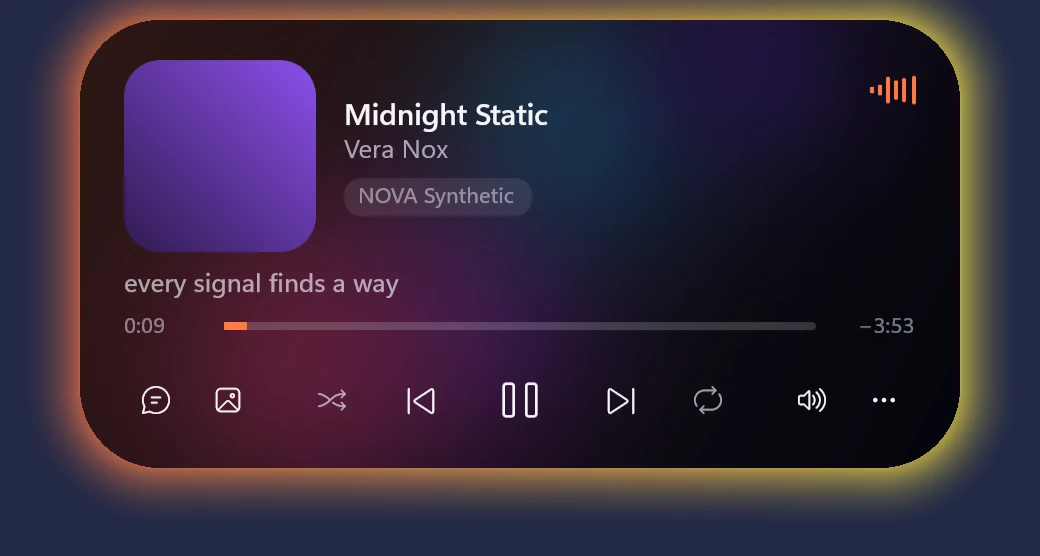 Midnight Static
Vera Nox
NOVA Synthetic
every signal finds a way
0:09
−3:53